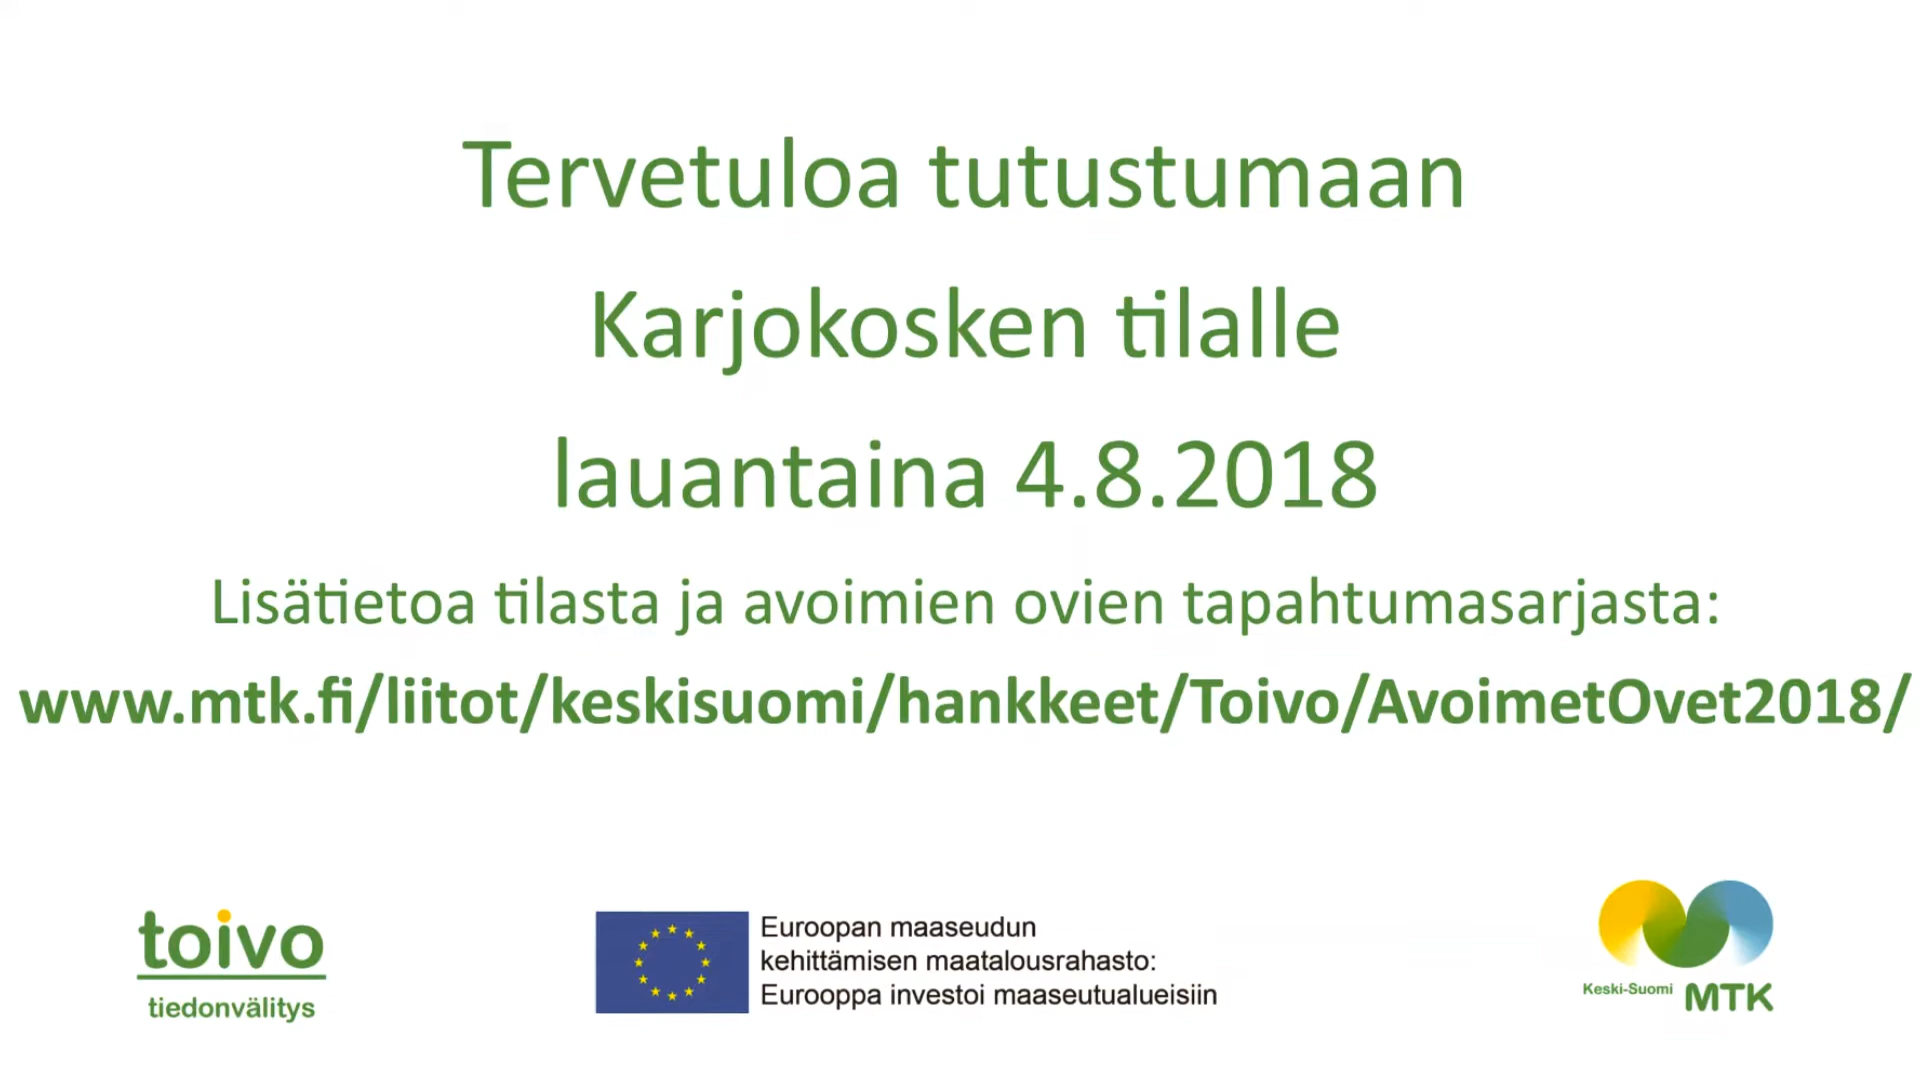 Tervetuloa tutustumaan
Karjokosken tilalle
lauantaina 4.8.2018
Lisätietoa tilasta ja avoimien ovien tapahtumasarjasta:
www.mtk.fi/liitot/keskisuomi/hankkeet/Toivo/AvoimetOvet2018/
toivo
tiedonvälitys
Euroopan maaseudun
kehittämisen maatalousrahasto:
Eurooppa investoi maaseutualueisiin
Keski-Suomi MTK